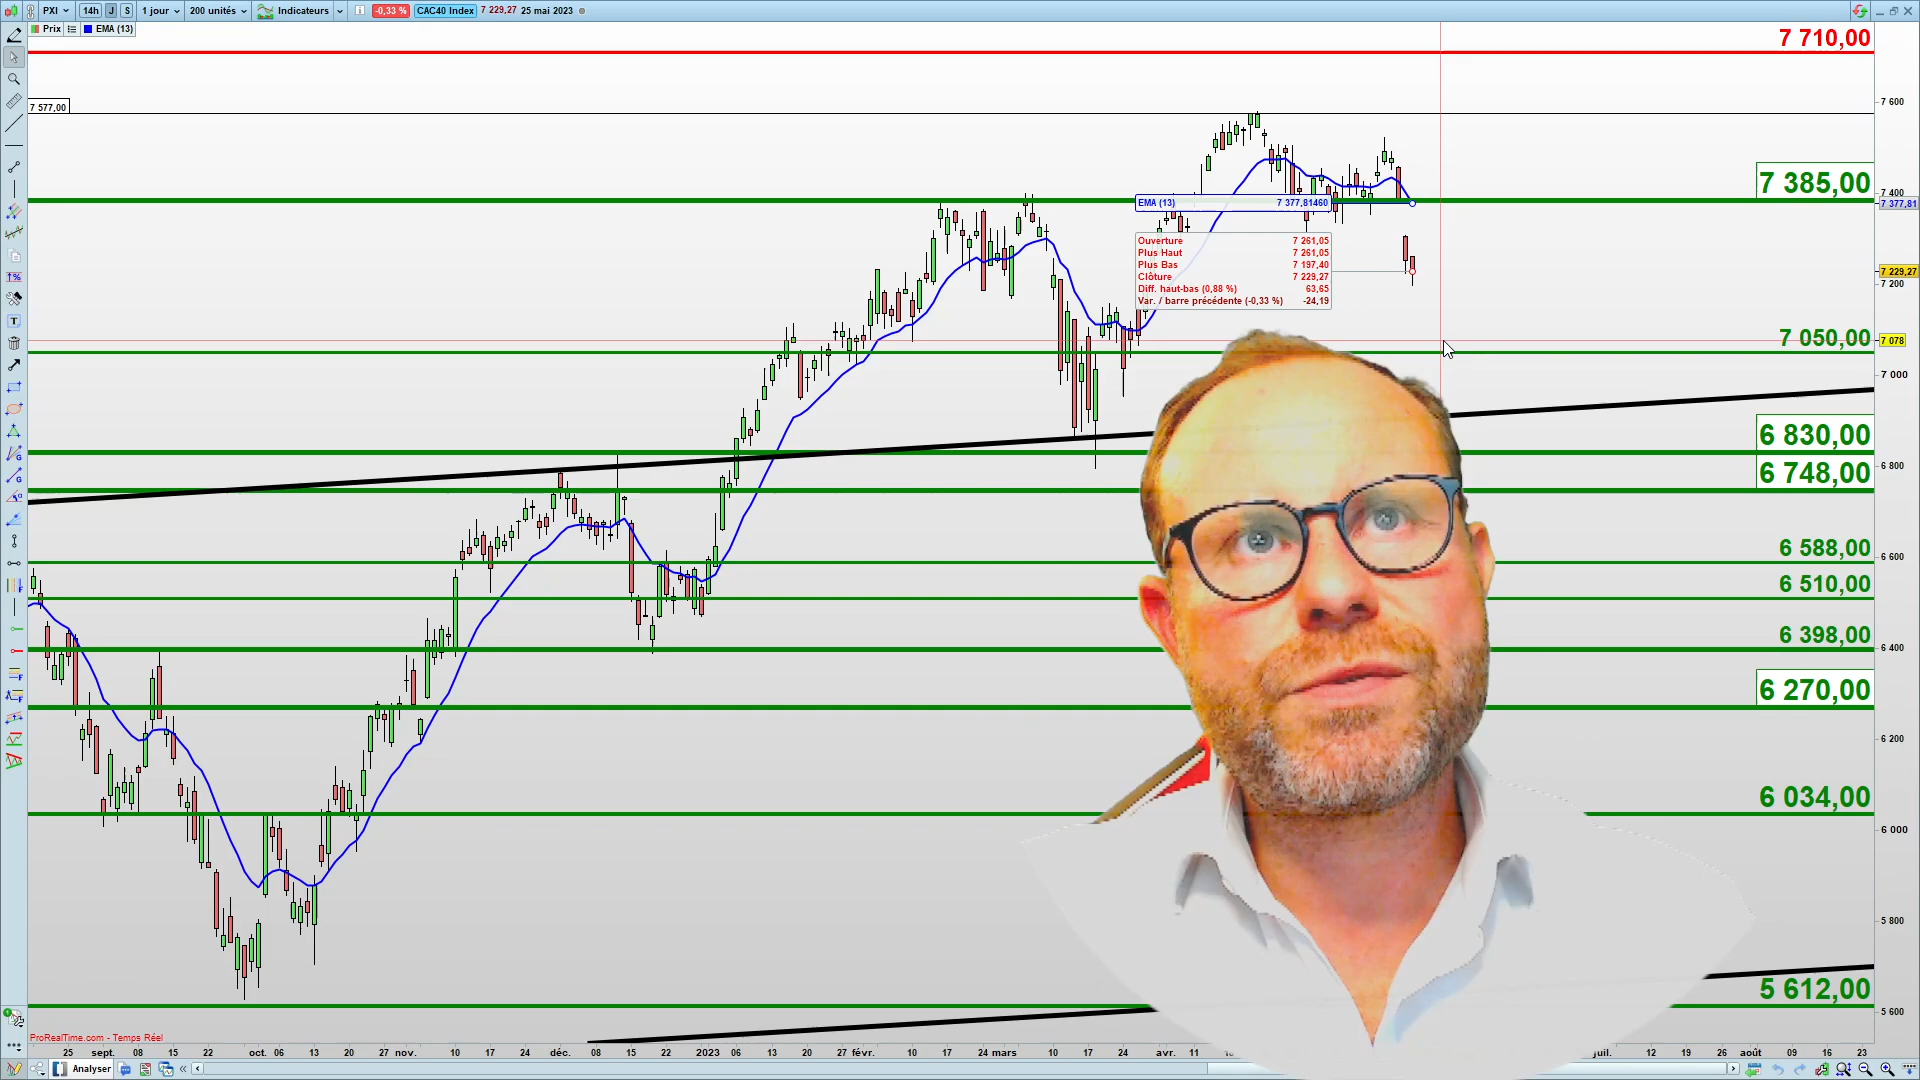 PXI 14h J S 1 jour 200 unités Indicateurs -0,33 % CAC40 Index 7 229,27 25 mai 2023
Prix EMA (13)
7 710,00
7 600
7 577,00
7 385,00
7 400
EMA (13) 7 377,81460
7 377,81
Ouverture 7 261,05
Plus Haut 7 261,05
Plus Bas 7 197,40
Clôture 7 229,27
Diff. haut-bas (0,88 %) 63,65
Var. / barre précédente (-0,33 %) -24,19
7 229,27
7 200
7 050,00
7 078
7 000
6 830,00
6 800
6 748,00
6 588,00
6 600
6 510,00
6 398,00
6 400
6 270,00
6 200
6 034,00
6 000
5 800
5 612,00
5 600
ProRealTime.com - Temps Réel
25 sept. 08 15 22 oct. 06 13 20 27 nov. 10 17 24 déc. 08 15 22 2023 06 13 20 27 févr. 10 17 24 mars 10 17 24 avr. 11 juil. 12 19 26 août 09 16 23
Analyser